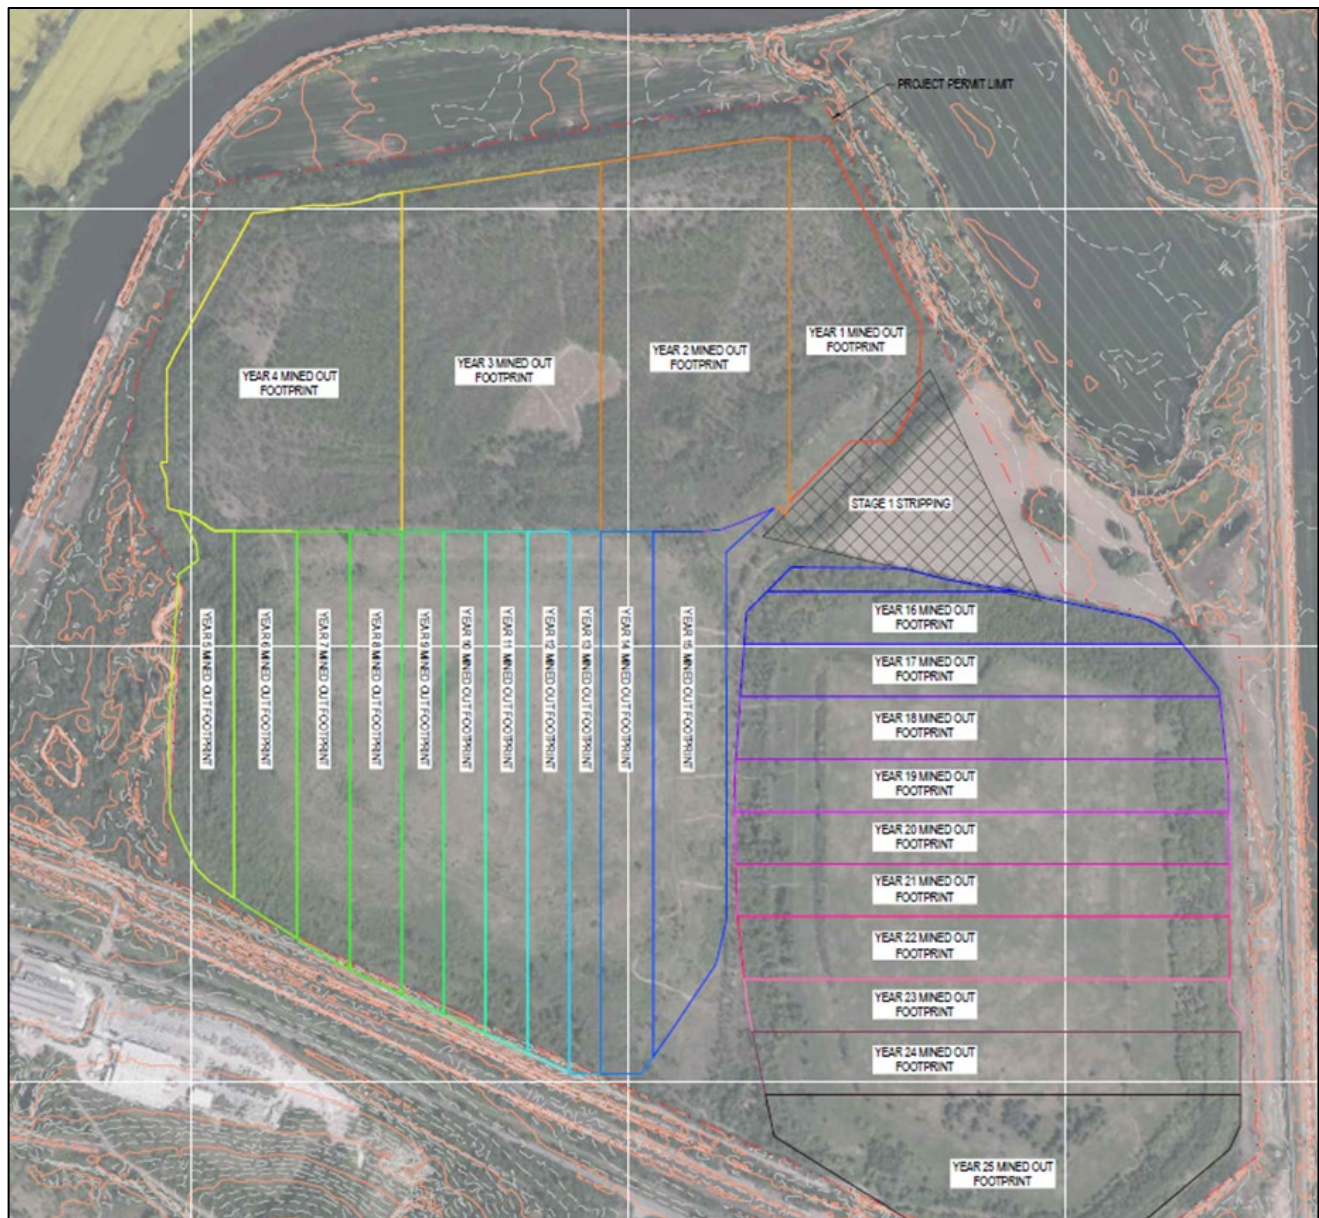 PROJECT PERMIT LIMIT
YEAR 1 MINED OUT
FOOTPRINT
YEAR 2 MINED OUT
FOOTPRINT
YEAR 3 MINED OUT
FOOTPRINT
YEAR 4 MINED OUT
FOOTPRINT
STAGE 1 STRIPPING
YEAR 5 MINED OUT FOOTPRINT
YEAR 6 MINED OUT FOOTPRINT
YEAR 7 MINED OUT FOOTPRINT
YEAR 8 MINED OUT FOOTPRINT
YEAR 9 MINED OUT FOOTPRINT
YEAR 10 MINED OUT FOOTPRINT
YEAR 11 MINED OUT FOOTPRINT
YEAR 12 MINED OUT FOOTPRINT
YEAR 13 MINED OUT FOOTPRINT
YEAR 14 MINED OUT FOOTPRINT
YEAR 15 MINED OUT FOOTPRINT
YEAR 16 MINED OUT
FOOTPRINT
YEAR 17 MINED OUT
FOOTPRINT
YEAR 18 MINED OUT
FOOTPRINT
YEAR 19 MINED OUT
FOOTPRINT
YEAR 20 MINED OUT
FOOTPRINT
YEAR 21 MINED OUT
FOOTPRINT
YEAR 22 MINED OUT
FOOTPRINT
YEAR 23 MINED OUT
FOOTPRINT
YEAR 24 MINED OUT
FOOTPRINT
YEAR 25 MINED OUT
FOOTPRINT